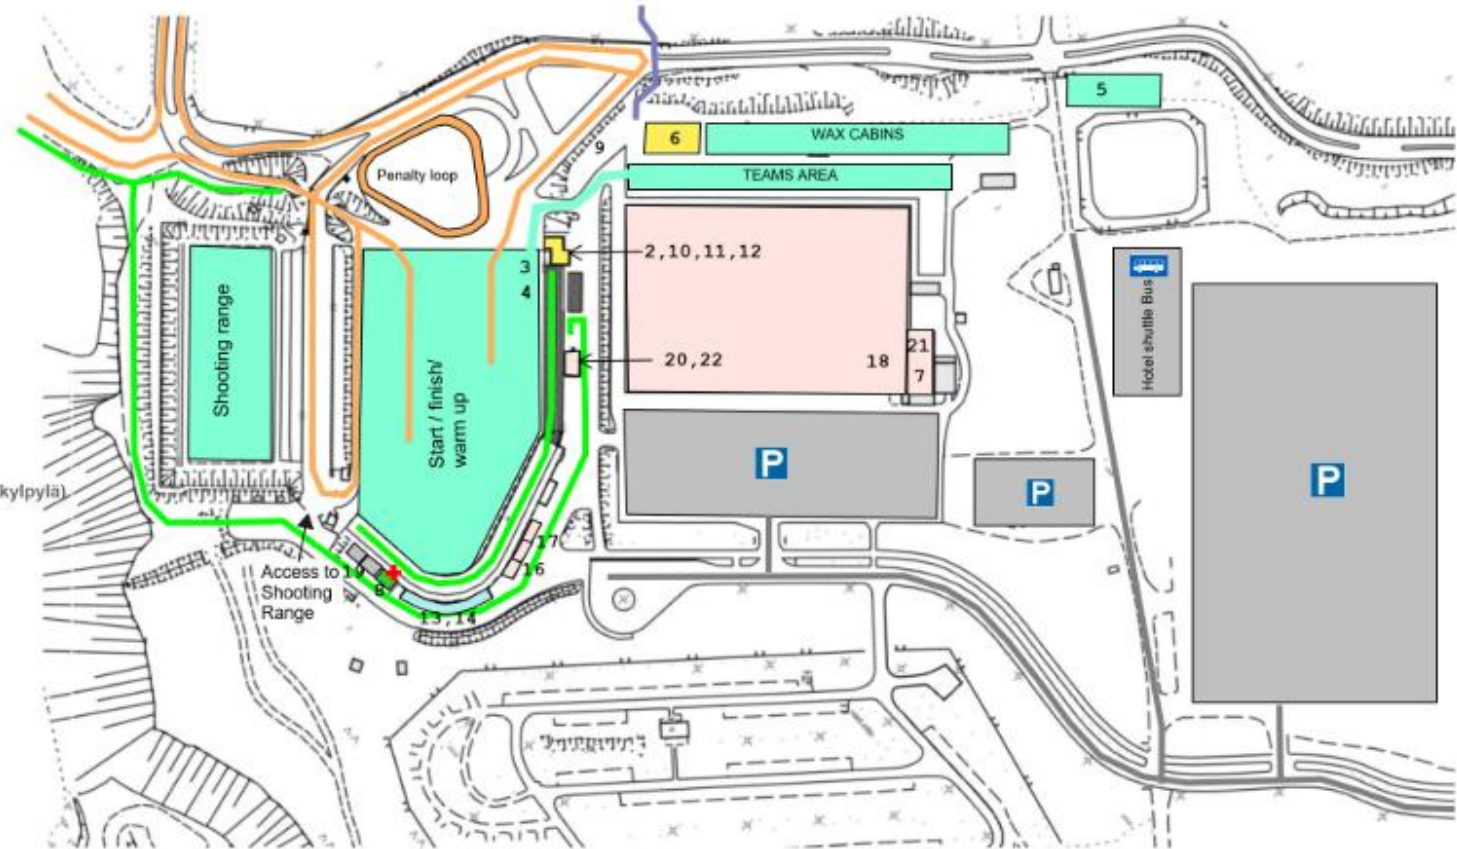 5
6
WAX CABINS
9
Penalty loop
TEAMS AREA
2,10,11,12
3
4
Shooting range
Start / finish/
warm up
Hotel shuttle Bus
20,22
18
21
7
P
P
P
kylpylä)
17
16
Access to
Shooting
Range
19
8
13,14